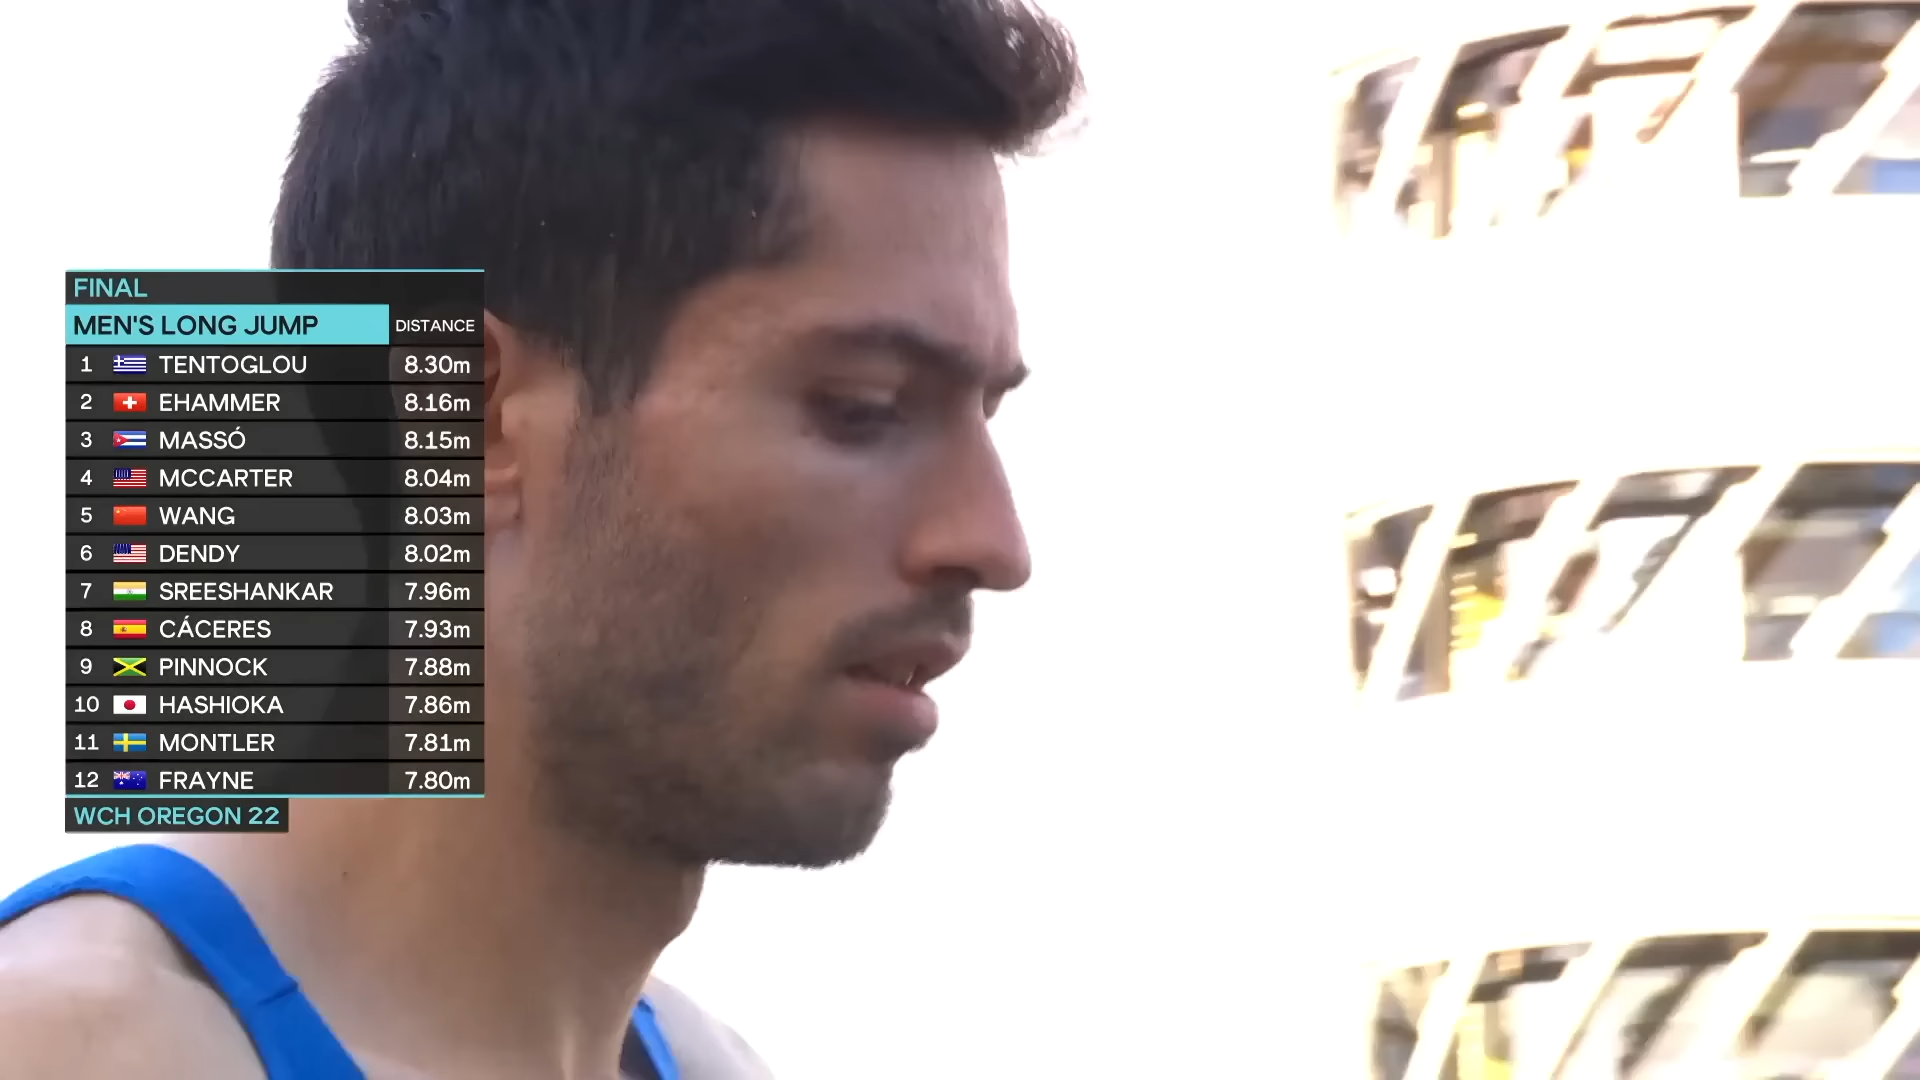 FINAL
MEN'S LONG JUMP DISTANCE
1 TENTOGLOU 8.30m
2 EHAMMER 8.16m
3 MASSÓ 8.15m
4 MCCARTER 8.04m
5 WANG 8.03m
6 DENDY 8.02m
7 SREESHANKAR 7.96m
8 CÁCERES 7.93m
9 PINNOCK 7.88m
10 HASHIOKA 7.86m
11 MONTLER 7.81m
12 FRAYNE 7.80m
WCH OREGON 22